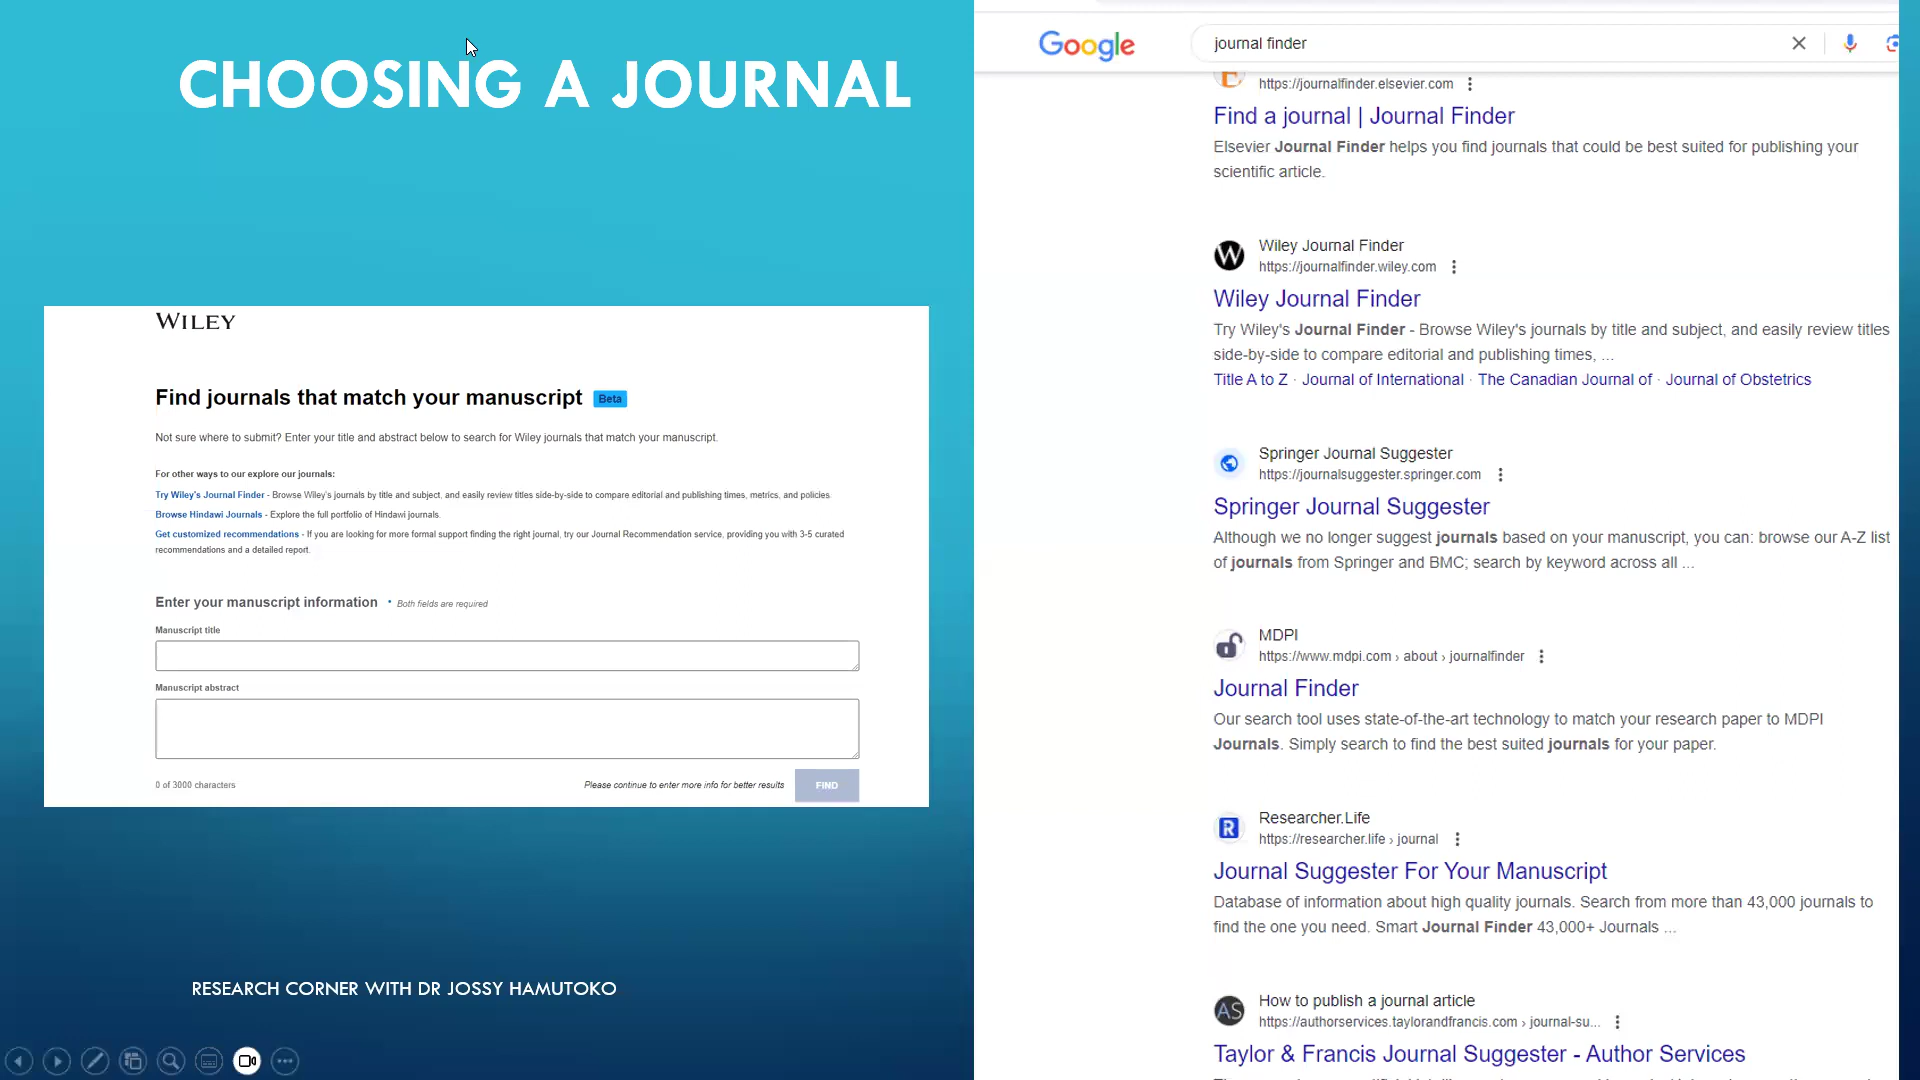 CHOOSING A JOURNAL
WILEY
Find journals that match your manuscript Beta
Not sure where to submit? Enter your title and abstract below to search for Wiley journals that match your manuscript.
For other ways to our explore our journals:
Try Wiley's Journal Finder - Browse Wiley's journals by title and subject, and easily review titles side-by-side to compare editorial and publishing times, metrics, and policies.
Browse Hindawi Journals - Explore the full portfolio of Hindawi journals.
Get customized recommendations - If you are looking for more formal support finding the right journal, try our Journal Recommendation service, providing you with 3-5 curated
recommendations and a detailed report.
Enter your manuscript information • Both fields are required
Manuscript title
Manuscript abstract
0 of 3000 characters
Please continue to enter more info for better results
FIND
RESEARCH CORNER WITH DR JOSSY HAMUTOKO
Google
journal finder
https://journalfinder.elsevier.com
Find a journal | Journal Finder
Elsevier Journal Finder helps you find journals that could be best suited for publishing your
scientific article.
W
Wiley Journal Finder
https://journalfinder.wiley.com
Wiley Journal Finder
Try Wiley's Journal Finder - Browse Wiley's journals by title and subject, and easily review titles
side-by-side to compare editorial and publishing times, ...
Title A to Z · Journal of International · The Canadian Journal of · Journal of Obstetrics
Springer Journal Suggester
https://journalsuggester.springer.com
Springer Journal Suggester
Although we no longer suggest journals based on your manuscript, you can: browse our A-Z list
of journals from Springer and BMC; search by keyword across all ...
MDPI
https://www.mdpi.com › about › journalfinder
Journal Finder
Our search tool uses state-of-the-art technology to match your research paper to MDPI
Journals. Simply search to find the best suited journals for your paper.
R
Researcher.Life
https://researcher.life › journal
Journal Suggester For Your Manuscript
Database of information about high quality journals. Search from more than 43,000 journals to
find the one you need. Smart Journal Finder 43,000+ Journals ...
AS
How to publish a journal article
https://authorservices.taylorandfrancis.com › journal-su...
Taylor & Francis Journal Suggester - Author Services